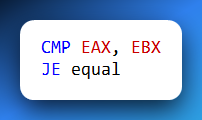 CMP EAX, EBX
JE equal